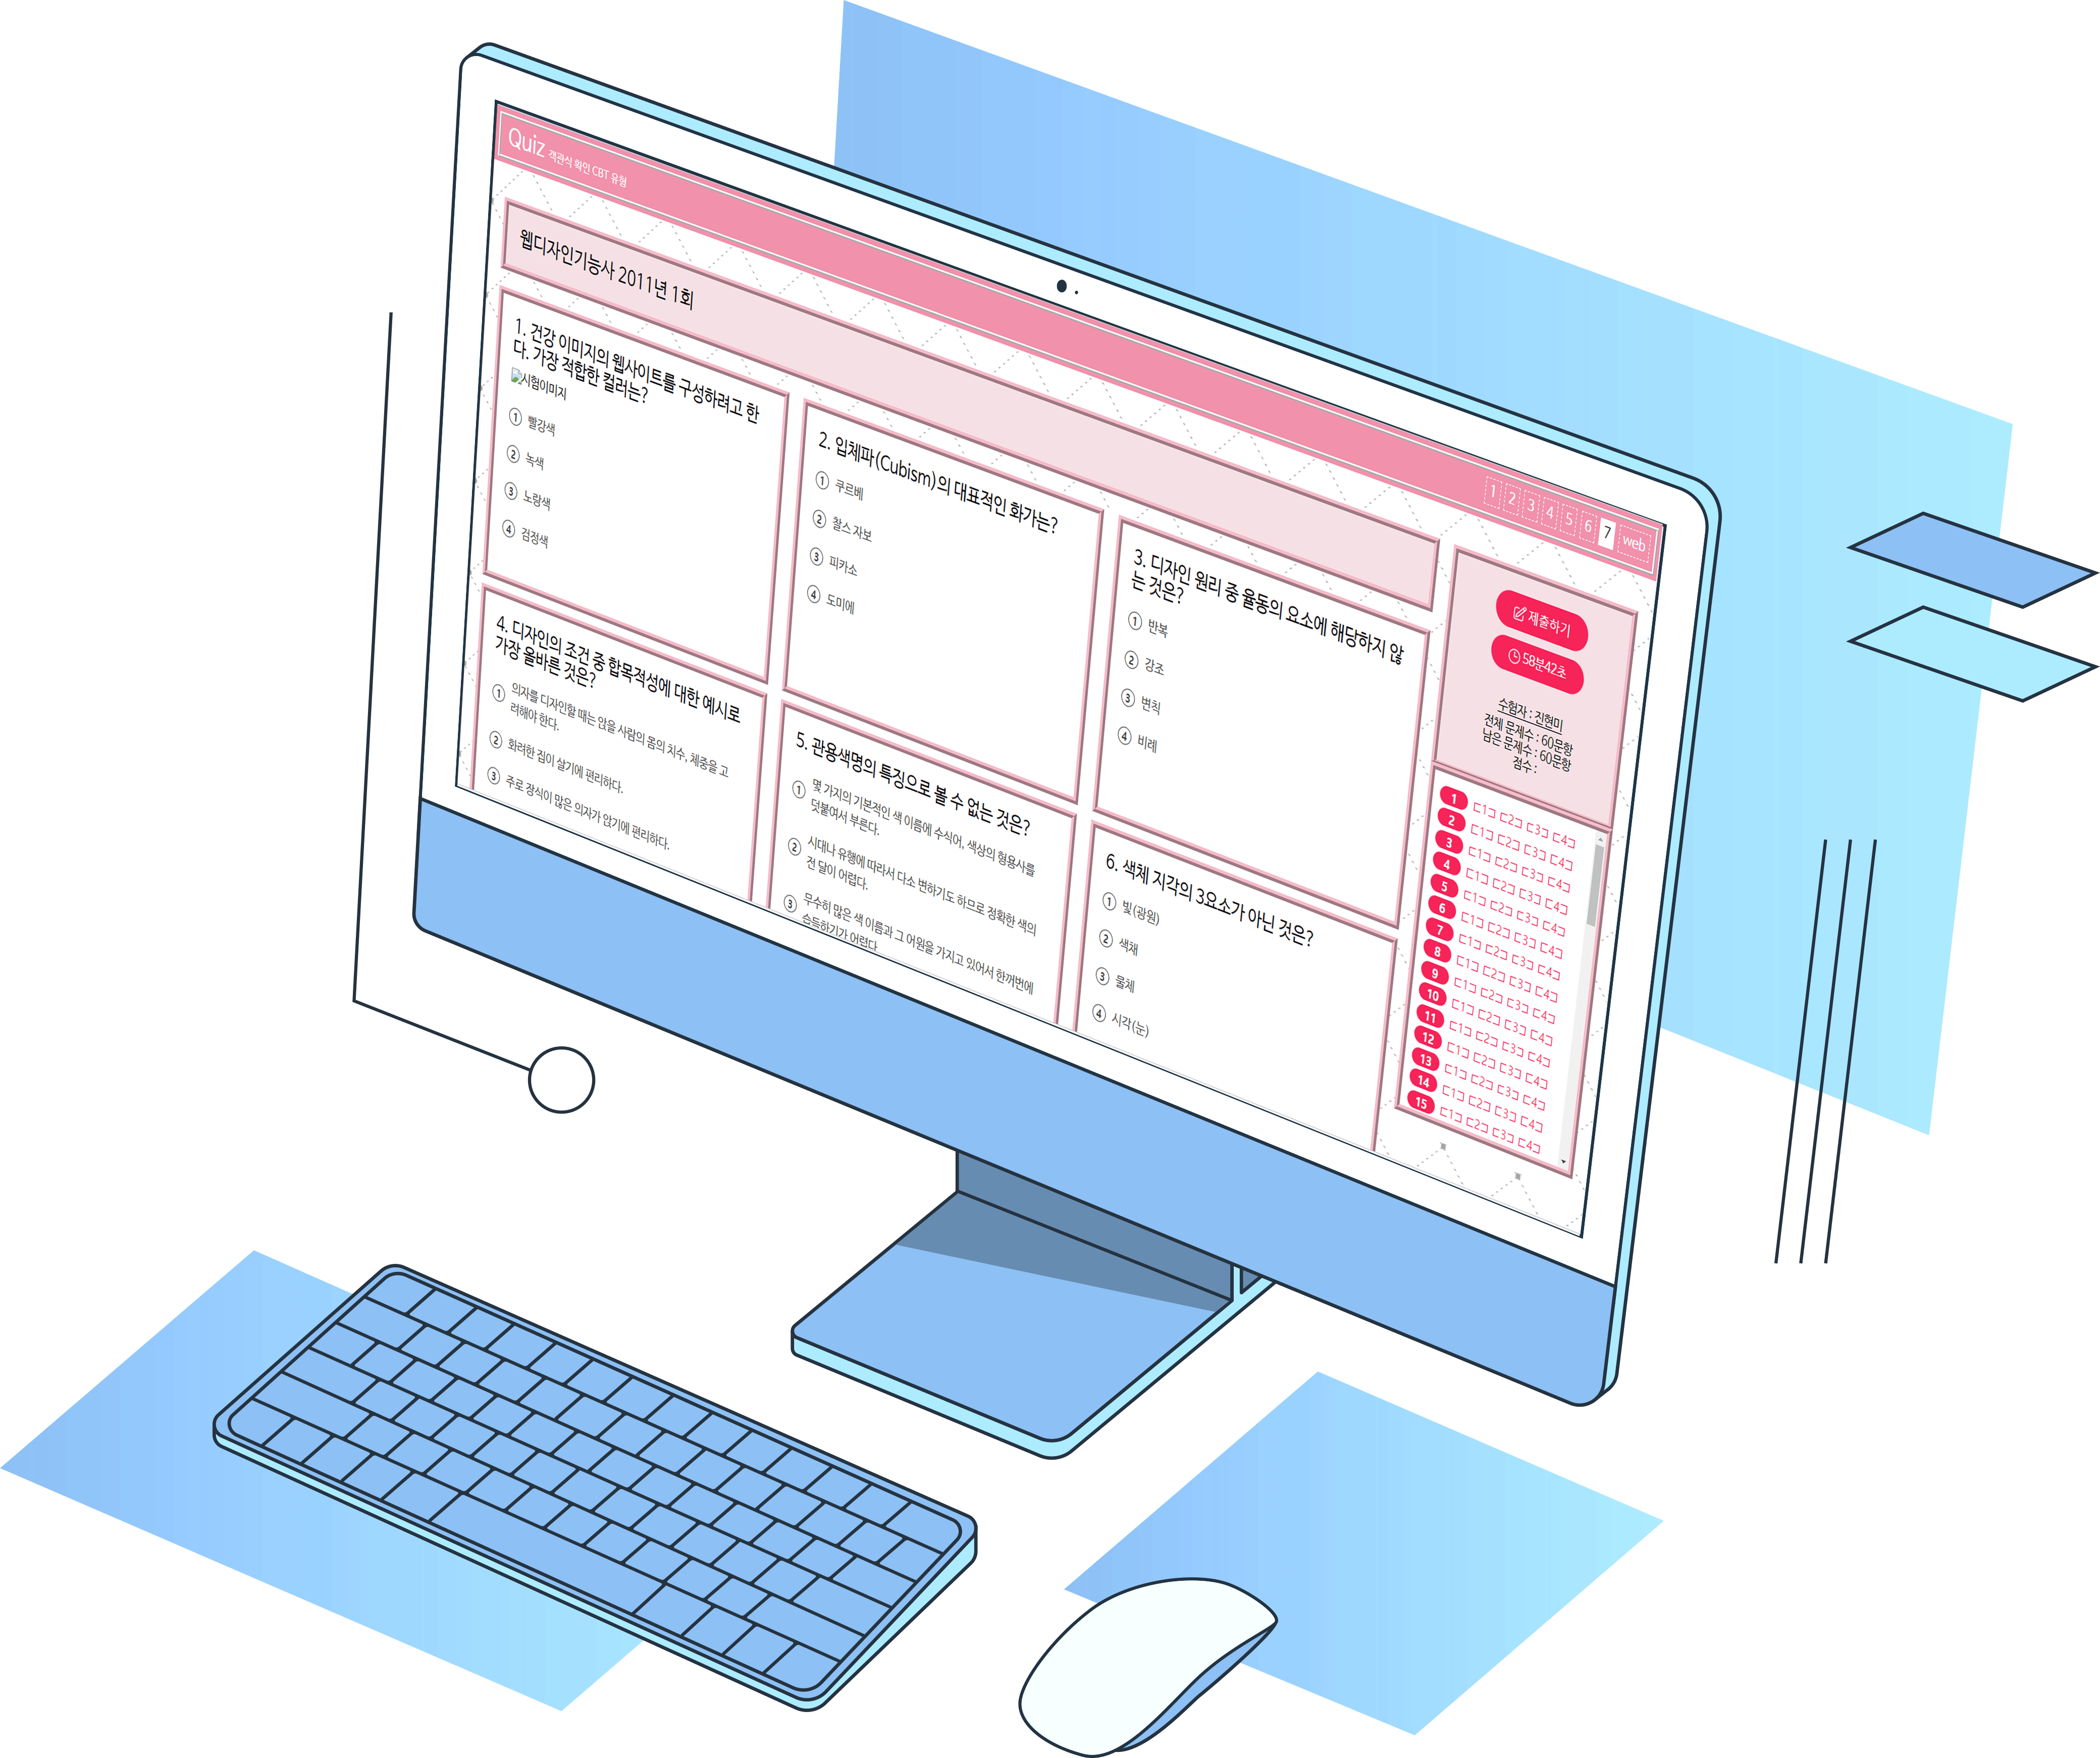 Quiz 객관식 확인 CBT 유형
1 2 3 4 5 6 7 web
웹디자인기능사 2011년 1회
1. 건강 이미지의 웹사이트를 구성하려고 한
다. 가장 적합한 컬러는?
시험이미지
① 빨강색
② 녹색
③ 노랑색
④ 검정색
2. 입체파(Cubism)의 대표적인 화가는?
① 쿠르베
② 찰스 자보
③ 피카소
④ 도미에
3. 디자인 원리 중 율동의 요소에 해당하지 않
는 것은?
① 반복
② 강조
③ 변칙
④ 비례
4. 디자인의 조건 중 합목적성에 대한 예시로
가장 올바른 것은?
① 의자를 디자인할 때는 앉을 사람의 몸의 치수, 체중을 고
려해야 한다.
② 화려한 집이 살기에 편리하다.
③ 주로 장식이 많은 의자가 앉기에 편리하다.
5. 관용색명의 특징으로 볼 수 없는 것은?
① 몇 가지의 기본적인 색 이름에 수식어, 색상의 형용사를
덧붙여서 부른다.
② 시대나 유행에 따라서 다소 변하기도 하므로 정확한 색의
전 달이 어렵다.
③ 무수히 많은 색 이름과 그 어원을 가지고 있어서 한꺼번에
습득하기가 어렵다
6. 색체 지각의 3요소가 아닌 것은?
① 빛(광원)
② 색채
③ 물체
④ 시각(눈)
제출하기
58분42초
수험자 : 진현미
전체 문제수 : 60문항
남은 문제수 : 60문항
점수 :
1 ㄷ1ㄱ ㄷ2ㄱ ㄷ3ㄱ ㄷ4ㄱ
2 ㄷ1ㄱ ㄷ2ㄱ ㄷ3ㄱ ㄷ4ㄱ
3 ㄷ1ㄱ ㄷ2ㄱ ㄷ3ㄱ ㄷ4ㄱ
4 ㄷ1ㄱ ㄷ2ㄱ ㄷ3ㄱ ㄷ4ㄱ
5 ㄷ1ㄱ ㄷ2ㄱ ㄷ3ㄱ ㄷ4ㄱ
6 ㄷ1ㄱ ㄷ2ㄱ ㄷ3ㄱ ㄷ4ㄱ
7 ㄷ1ㄱ ㄷ2ㄱ ㄷ3ㄱ ㄷ4ㄱ
8 ㄷ1ㄱ ㄷ2ㄱ ㄷ3ㄱ ㄷ4ㄱ
9 ㄷ1ㄱ ㄷ2ㄱ ㄷ3ㄱ ㄷ4ㄱ
10 ㄷ1ㄱ ㄷ2ㄱ ㄷ3ㄱ ㄷ4ㄱ
11 ㄷ1ㄱ ㄷ2ㄱ ㄷ3ㄱ ㄷ4ㄱ
12 ㄷ1ㄱ ㄷ2ㄱ ㄷ3ㄱ ㄷ4ㄱ
13 ㄷ1ㄱ ㄷ2ㄱ ㄷ3ㄱ ㄷ4ㄱ
14 ㄷ1ㄱ ㄷ2ㄱ ㄷ3ㄱ ㄷ4ㄱ
15 ㄷ1ㄱ ㄷ2ㄱ ㄷ3ㄱ ㄷ4ㄱ